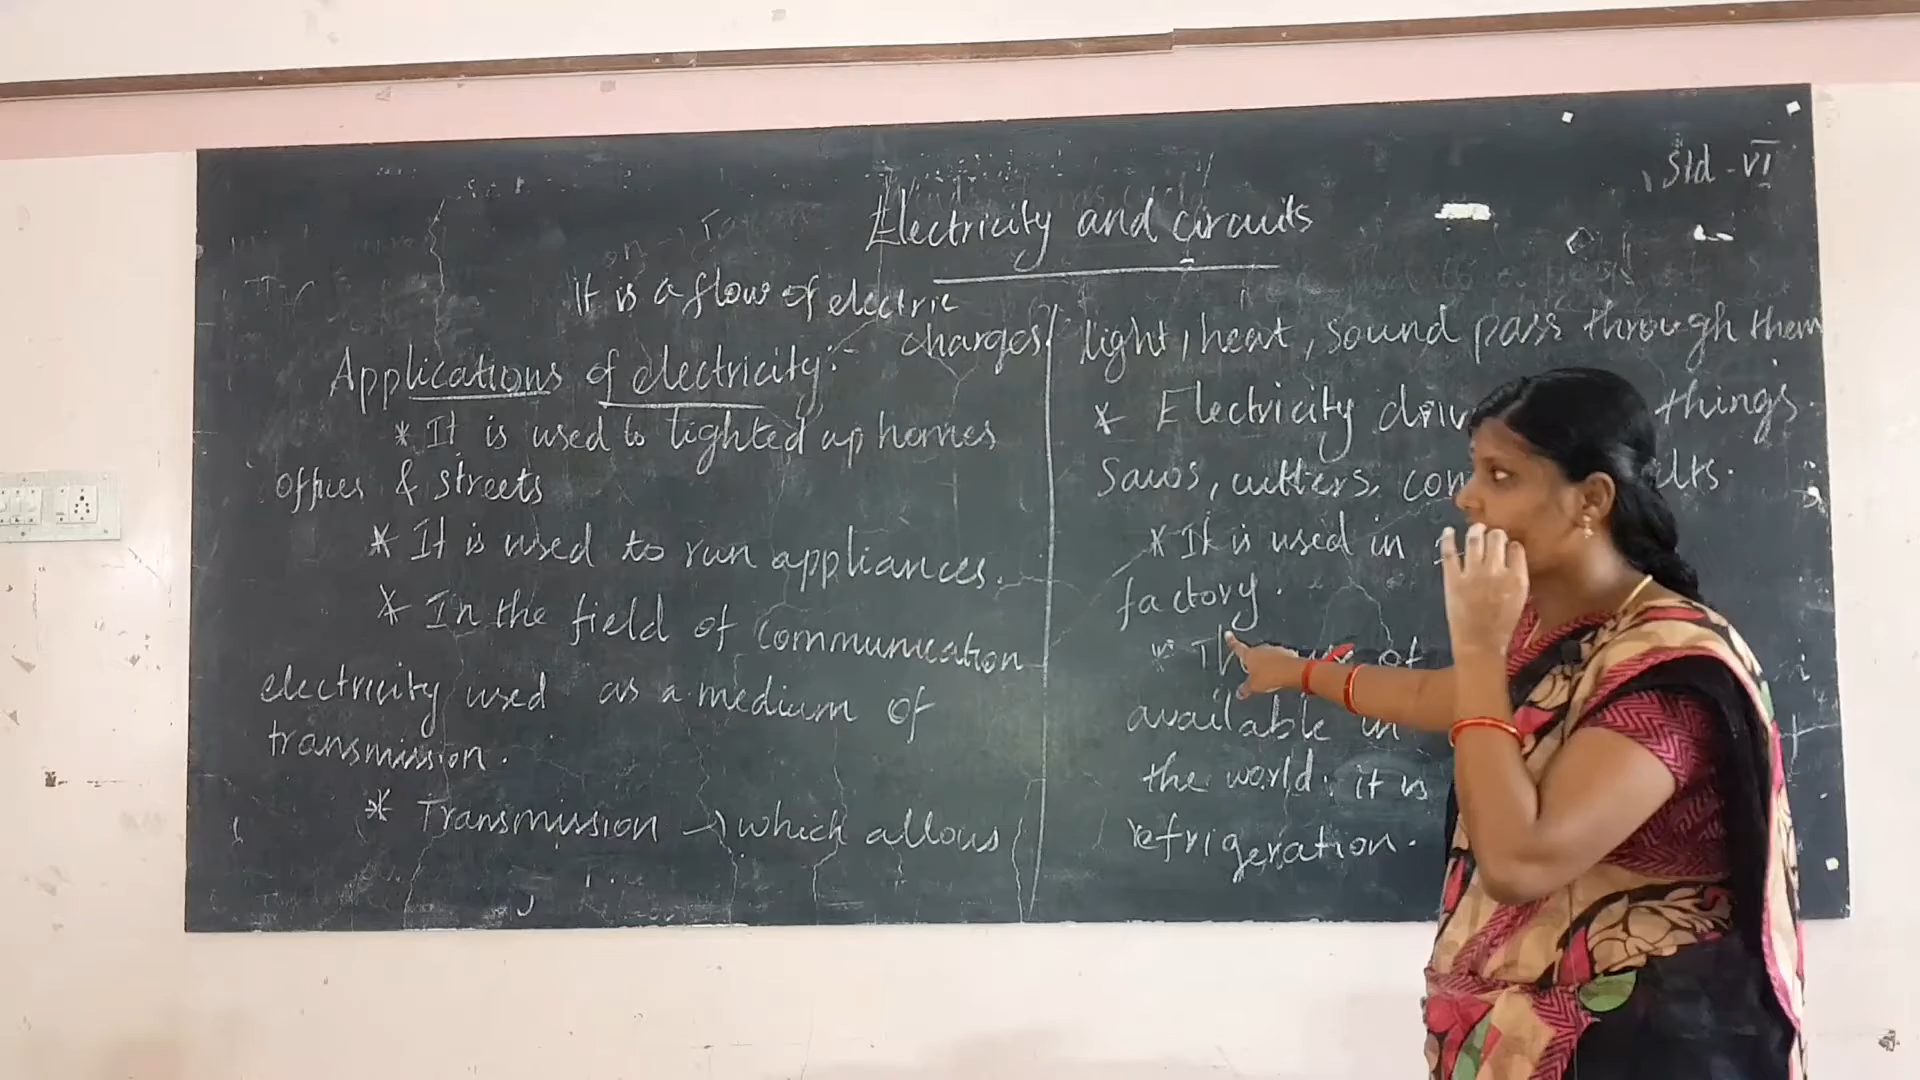 Std - VI
Electricity and circuits
It is a flow of electric
charges.
Applications of electricity:-
* It is used to lighted up homes
offices & streets
* It is used to run appliances.
* In the field of communication
electricity used as a medium of
transmission.
* Transmission → which allows
light, heat, sound pass through them
* Electricity things.
Saws, cutters,
* It is used in
factory.
* of
available in
the world. it is
refrigeration.